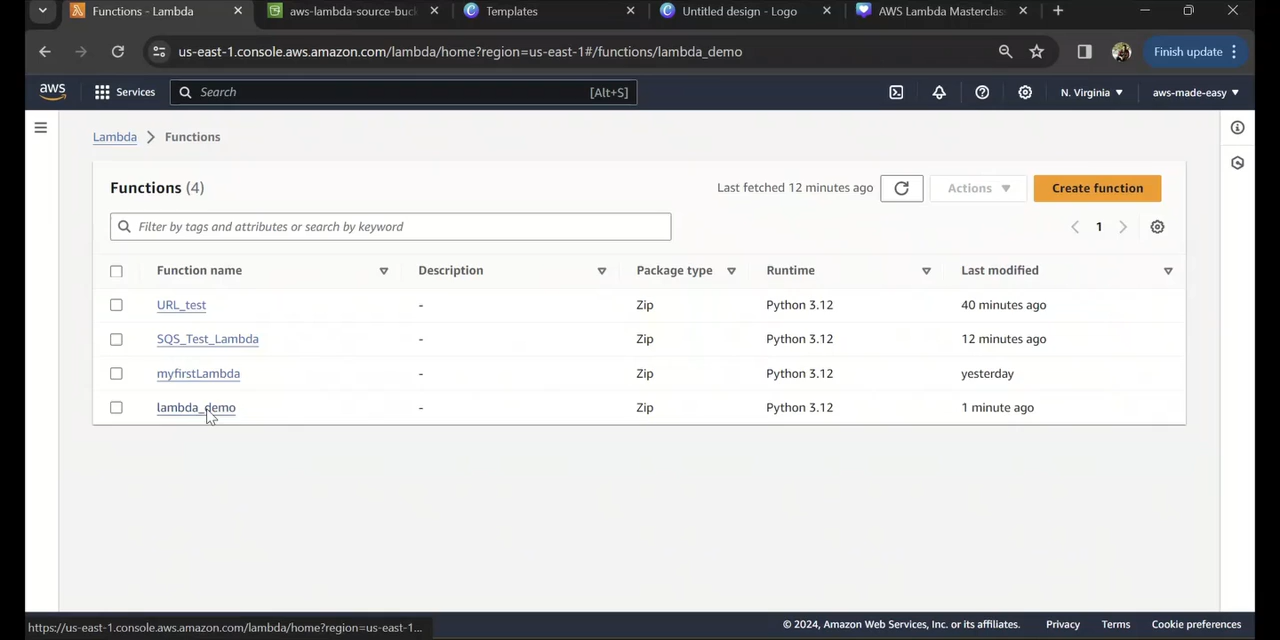 Functions - Lambda
aws-lambda-source-buc
Templates
Untitled design - Logo
AWS Lambda Masterclas
us-east-1.console.aws.amazon.com/lambda/home?region=us-east-1#/functions/lambda_demo
Finish update
aws
Services
Search
[Alt+S]
N. Virginia
aws-made-easy
Lambda
Functions
Functions (4)
Last fetched 12 minutes ago
Actions
Create function
Filter by tags and attributes or search by keyword
1
Function name Description Package type Runtime Last modified
URL_test - Zip Python 3.12 40 minutes ago
SQS_Test_Lambda - Zip Python 3.12 12 minutes ago
myfirstLambda - Zip Python 3.12 yesterday
lambda_demo - Zip Python 3.12 1 minute ago
https://us-east-1.console.aws.amazon.com/lambda/home?region=us-east-1...
© 2024, Amazon Web Services, Inc. or its affiliates.
Privacy
Terms
Cookie preferences